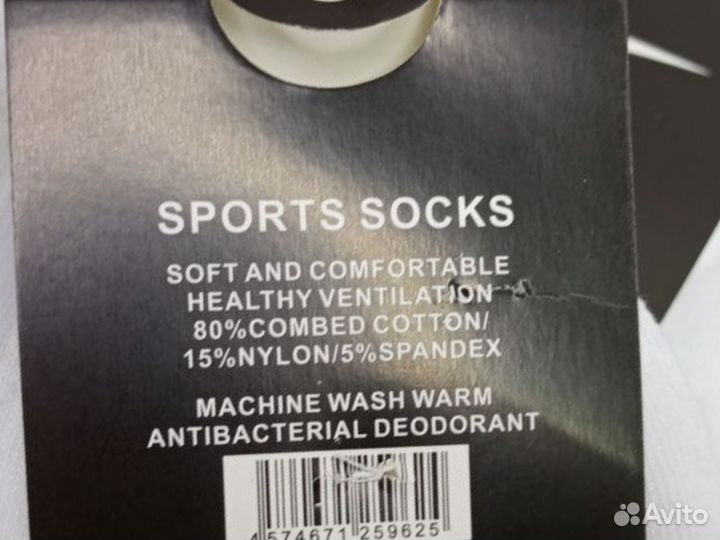 SPORTS SOCKS
SOFT AND COMFORTABLE
HEALTHY VENTILATION
80%COMBED COTTON/
15%NYLON/5%SPANDEX
MACHINE WASH WARM
ANTIBACTERIAL DEODORANT
4 574671 259625
Avito